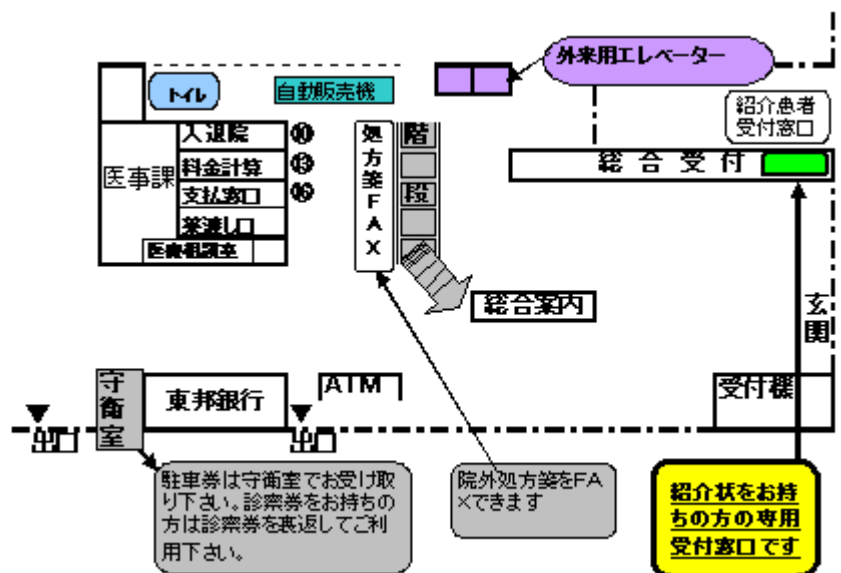 外来用エレベーター
トイレ
自動販売機
紹介患者
受付窓口
総合受付
医事課
入退院
⑩
料金計算
⑬
支払窓口
⑯
薬渡し口
医療相談室
処方箋FAX
階段
総合案内
玄関
守衛室
東邦銀行
ATM
受付機
出口
出口
駐車券は守衛室でお受け取
り下さい。診察券をお持ちの
方は診察券を裏返してご利
用下さい。
院外処方箋をFA
Xできます
紹介状をお持
ちの方の専用
受付窓口です